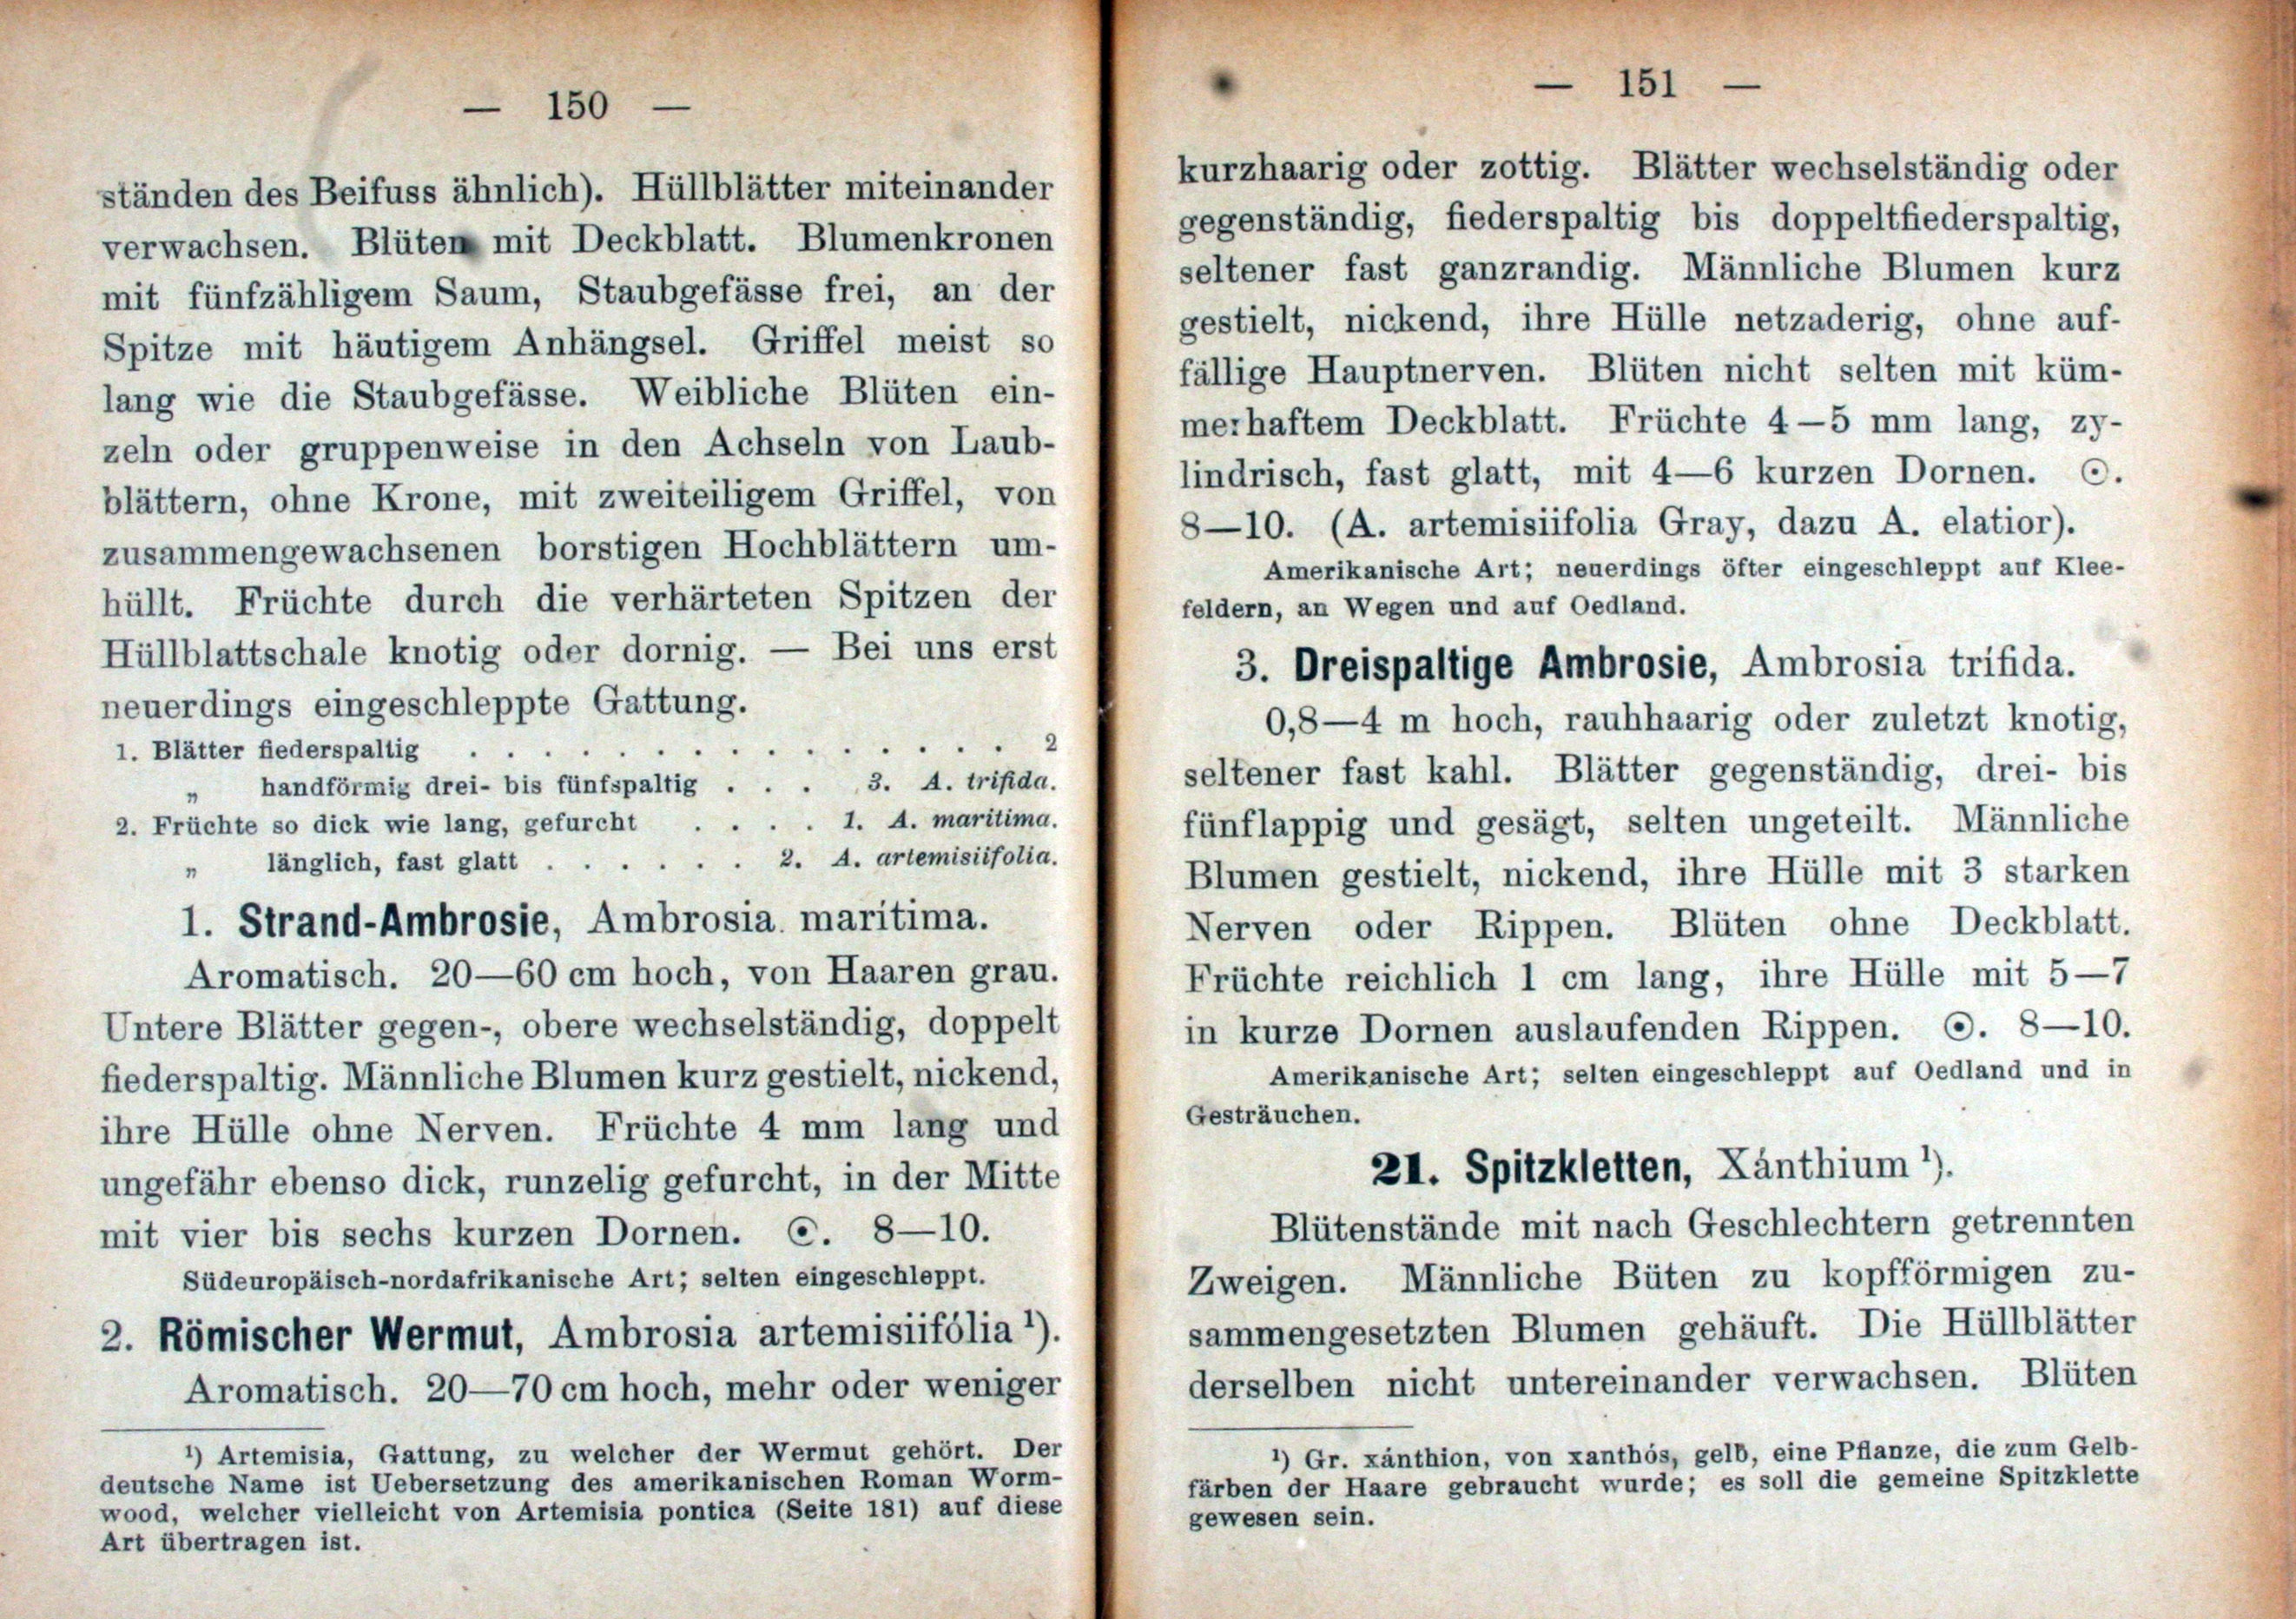 — 150 —
ständen des Beifuss ähnlich). Hüllblätter miteinander
verwachsen. Blüten mit Deckblatt. Blumenkronen
mit fünfzähligem Saum, Staubgefässe frei, an der
Spitze mit häutigem Anhängsel. Griffel meist so
lang wie die Staubgefässe. Weibliche Blüten ein-
zeln oder gruppenweise in den Achseln von Laub-
blättern, ohne Krone, mit zweiteiligem Griffel, von
zusammengewachsenen borstigen Hochblättern um-
hüllt. Früchte durch die verhärteten Spitzen der
Hüllblattschale knotig oder dornig. — Bei uns erst
neuerdings eingeschleppte Gattung.
1. Blätter fiederspaltig . . . . . . . . . . . . . . . 2
„ handförmig drei- bis fünfspaltig . . . 3. A. trifida.
2. Früchte so dick wie lang, gefurcht . . . . 1. A. maritima.
„ länglich, fast glatt . . . . . . 2. A. artemisiifolia.
1. Strand-Ambrosie, Ambrosia marítima.
Aromatisch. 20—60 cm hoch, von Haaren grau.
Untere Blätter gegen-, obere wechselständig, doppelt
fiederspaltig. Männliche Blumen kurz gestielt, nickend,
ihre Hülle ohne Nerven. Früchte 4 mm lang und
ungefähr ebenso dick, runzelig gefurcht, in der Mitte
mit vier bis sechs kurzen Dornen. ⊙. 8—10.
Südeuropäisch-nordafrikanische Art; selten eingeschleppt.
2. Römischer Wermut, Ambrosia artemisiifólia ¹).
Aromatisch. 20—70 cm hoch, mehr oder weniger
¹) Artemisia, Gattung, zu welcher der Wermut gehört. Der
deutsche Name ist Uebersetzung des amerikanischen Roman Worm-
wood, welcher vielleicht von Artemisia pontica (Seite 181) auf diese
Art übertragen ist.
— 151 —
kurzhaarig oder zottig. Blätter wechselständig oder
gegenständig, fiederspaltig bis doppeltfiederspaltig,
seltener fast ganzrandig. Männliche Blumen kurz
gestielt, nickend, ihre Hülle netzaderig, ohne auf-
fällige Hauptnerven. Blüten nicht selten mit küm-
merhaftem Deckblatt. Früchte 4—5 mm lang, zy-
lindrisch, fast glatt, mit 4—6 kurzen Dornen. ⊙.
8—10. (A. artemisiifolia Gray, dazu A. elatior).
Amerikanische Art; neuerdings öfter eingeschleppt auf Klee-
feldern, an Wegen und auf Oedland.
3. Dreispaltige Ambrosie, Ambrosia trífida.
0,8—4 m hoch, rauhhaarig oder zuletzt knotig,
seltener fast kahl. Blätter gegenständig, drei- bis
fünflappig und gesägt, selten ungeteilt. Männliche
Blumen gestielt, nickend, ihre Hülle mit 3 starken
Nerven oder Rippen. Blüten ohne Deckblatt.
Früchte reichlich 1 cm lang, ihre Hülle mit 5—7
in kurze Dornen auslaufenden Rippen. ⊙. 8—10.
Amerikanische Art; selten eingeschleppt auf Oedland und in
Gesträuchen.
21. Spitzkletten, Xánthium ¹).
Blütenstände mit nach Geschlechtern getrennten
Zweigen. Männliche Büten zu kopfförmigen zu-
sammengesetzten Blumen gehäuft. Die Hüllblätter
derselben nicht untereinander verwachsen. Blüten
¹) Gr. xánthion, von xanthós, gelb, eine Pflanze, die zum Gelb-
färben der Haare gebraucht wurde; es soll die gemeine Spitzklette
gewesen sein.